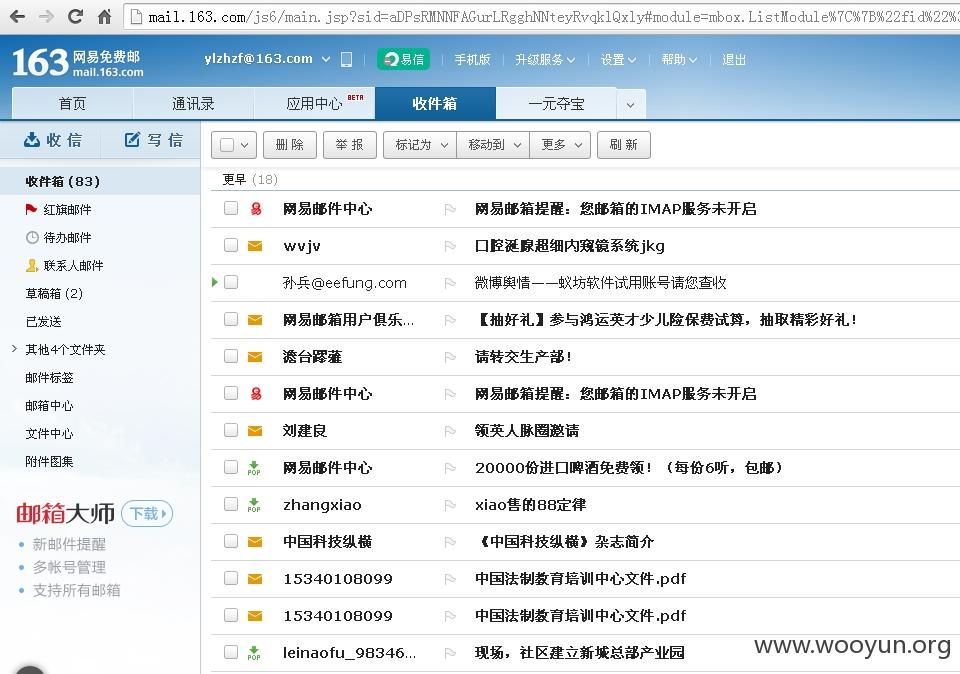 mail.163.com/js6/main.jsp?sid=aDPsRMNNFAGurLRgghNNteyRvqklQxly#module=mbox.ListModule%7C%7B%22fid%22%3
163 网易免费邮
mail.163.com
ylzhzf@163.com
易信
手机版
升级服务
设置
帮助
退出
首页
通讯录
应用中心 BETA
收件箱
一元夺宝
收信
写信
删除
举报
标记为
移动到
更多
刷新
收件箱 (83)
红旗邮件
待办邮件
联系人邮件
草稿箱 (2)
已发送
其他4个文件夹
邮件标签
邮箱中心
文件中心
附件图集
邮箱大师 下载
新邮件提醒
多帐号管理
支持所有邮箱
更早 (18)
网易邮件中心 网易邮箱提醒：您邮箱的IMAP服务未开启
wvjv 口腔涎腺超细内窥镜系统jkg
孙兵@eefung.com 微博舆情——蚁坊软件试用账号请您查收
网易邮箱用户俱乐... 【抽好礼】参与鸿运英才少儿险保费试算，抽取精彩好礼！
澹台蹘蓷 请转交生产部！
网易邮件中心 网易邮箱提醒：您邮箱的IMAP服务未开启
刘建良 领英人脉圈邀请
POP 网易邮件中心 20000份进口啤酒免费领！（每份6听，包邮）
POP zhangxiao xiao售的88定律
中国科技纵横 《中国科技纵横》杂志简介
15340108099 中国法制教育培训中心文件.pdf
15340108099 中国法制教育培训中心文件.pdf
POP leinaofu_98346... 现场，社区建立新城总部产业园
www.wooyun.org